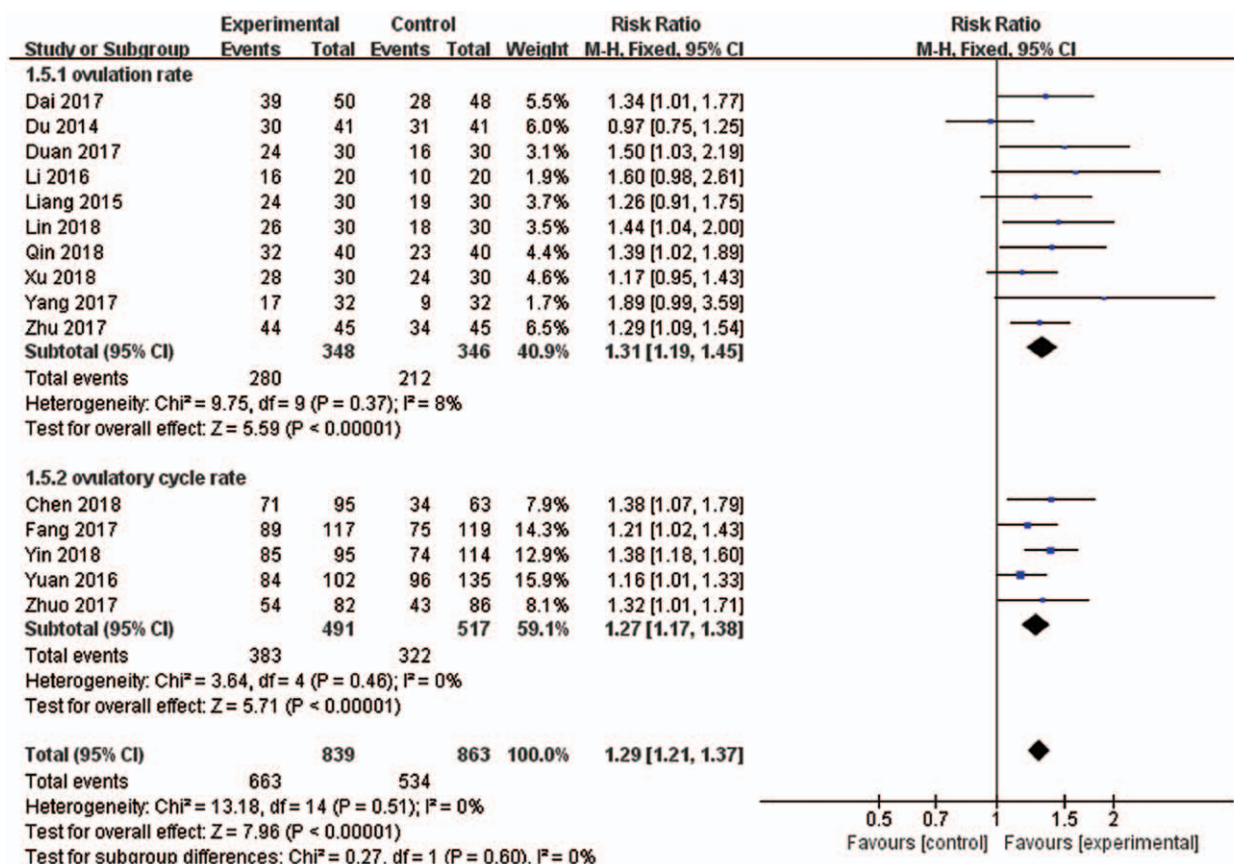 Experimental Control Risk Ratio Risk Ratio
Study or Subgroup Events Total Events Total Weight M-H, Fixed, 95% CI M-H, Fixed, 95% CI
1.5.1 ovulation rate
Dai 2017 39 50 28 48 5.5% 1.34 [1.01, 1.77]
Du 2014 30 41 31 41 6.0% 0.97 [0.75, 1.25]
Duan 2017 24 30 16 30 3.1% 1.50 [1.03, 2.19]
Li 2016 16 20 10 20 1.9% 1.60 [0.98, 2.61]
Liang 2015 24 30 19 30 3.7% 1.26 [0.91, 1.75]
Lin 2018 26 30 18 30 3.5% 1.44 [1.04, 2.00]
Qin 2018 32 40 23 40 4.4% 1.39 [1.02, 1.89]
Xu 2018 28 30 24 30 4.6% 1.17 [0.95, 1.43]
Yang 2017 17 32 9 32 1.7% 1.89 [0.99, 3.59]
Zhu 2017 44 45 34 45 6.5% 1.29 [1.09, 1.54]
Subtotal (95% CI) 348 346 40.9% 1.31 [1.19, 1.45]
Total events 280 212
Heterogeneity: Chi² = 9.75, df = 9 (P = 0.37); I² = 8%
Test for overall effect: Z = 5.59 (P < 0.00001)
1.5.2 ovulatory cycle rate
Chen 2018 71 95 34 63 7.9% 1.38 [1.07, 1.79]
Fang 2017 89 117 75 119 14.3% 1.21 [1.02, 1.43]
Yin 2018 85 95 74 114 12.9% 1.38 [1.18, 1.60]
Yuan 2016 84 102 96 135 15.9% 1.16 [1.01, 1.33]
Zhuo 2017 54 82 43 86 8.1% 1.32 [1.01, 1.71]
Subtotal (95% CI) 491 517 59.1% 1.27 [1.17, 1.38]
Total events 383 322
Heterogeneity: Chi² = 3.64, df = 4 (P = 0.46); I² = 0%
Test for overall effect: Z = 5.71 (P < 0.00001)
Total (95% CI) 839 863 100.0% 1.29 [1.21, 1.37]
Total events 663 534
Heterogeneity: Chi² = 13.18, df = 14 (P = 0.51); I² = 0%
Test for overall effect: Z = 7.96 (P < 0.00001)
Test for subgroup differences: Chi² = 0.27, df = 1 (P = 0.60), I² = 0%
0.5 0.7 1 1.5 2
Favours [control] Favours [experimental]